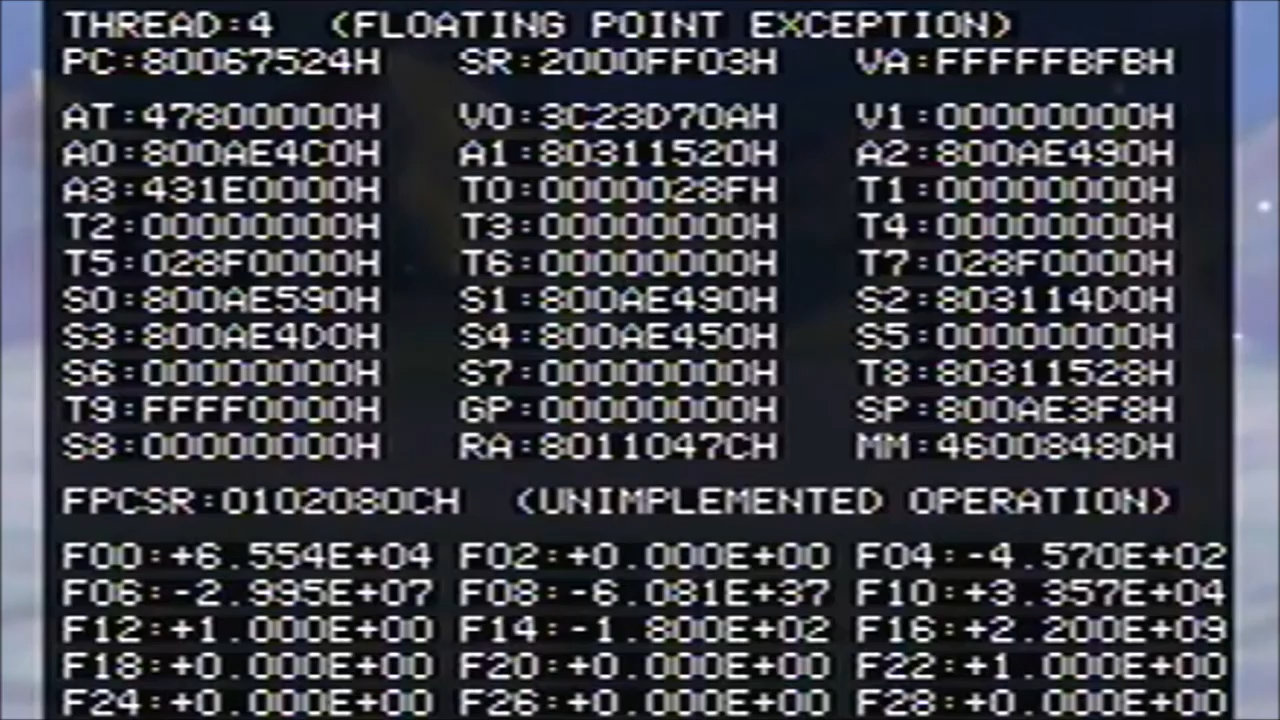 THREAD:4 (FLOATING POINT EXCEPTION)
PC:80067524H SR:2000FF03H VA:FFFFFBFBH
AT:47800000H V0:3C23D70AH V1:00000000H
A0:800AE4C0H A1:80311520H A2:800AE490H
A3:431E0000H T0:0000028FH T1:00000000H
T2:00000000H T3:00000000H T4:00000000H
T5:028F0000H T6:00000000H T7:028F0000H
S0:800AE590H S1:800AE490H S2:803114D0H
S3:800AE4D0H S4:800AE450H S5:00000000H
S6:00000000H S7:00000000H T8:80311528H
T9:FFFF0000H GP:00000000H SP:800AE3F8H
S8:00000000H RA:8011047CH MM:4600848DH
FPCSR:0102080CH (UNIMPLEMENTED OPERATION)
F00:+6.554E+04 F02:+0.000E+00 F04:-4.570E+02
F06:-2.995E+07 F08:-6.081E+37 F10:+3.357E+04
F12:+1.000E+00 F14:-1.800E+02 F16:+2.200E+09
F18:+0.000E+00 F20:+0.000E+00 F22:+1.000E+00
F24:+0.000E+00 F26:+0.000E+00 F28:+0.000E+00